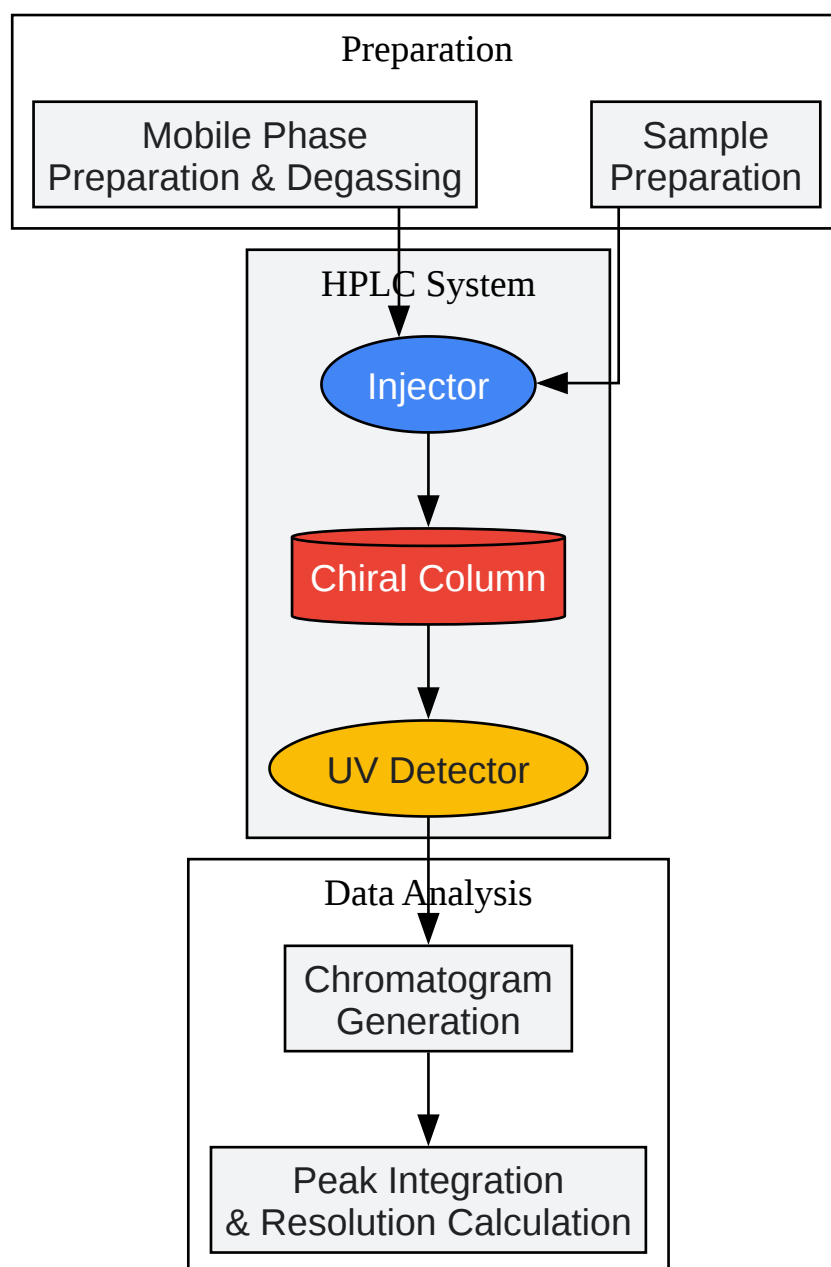 Preparation
Mobile Phase
Preparation & Degassing
Sample
Preparation
HPLC System
Injector
Chiral Column
UV Detector
Data Analysis
Chromatogram
Generation
Peak Integration
& Resolution Calculation